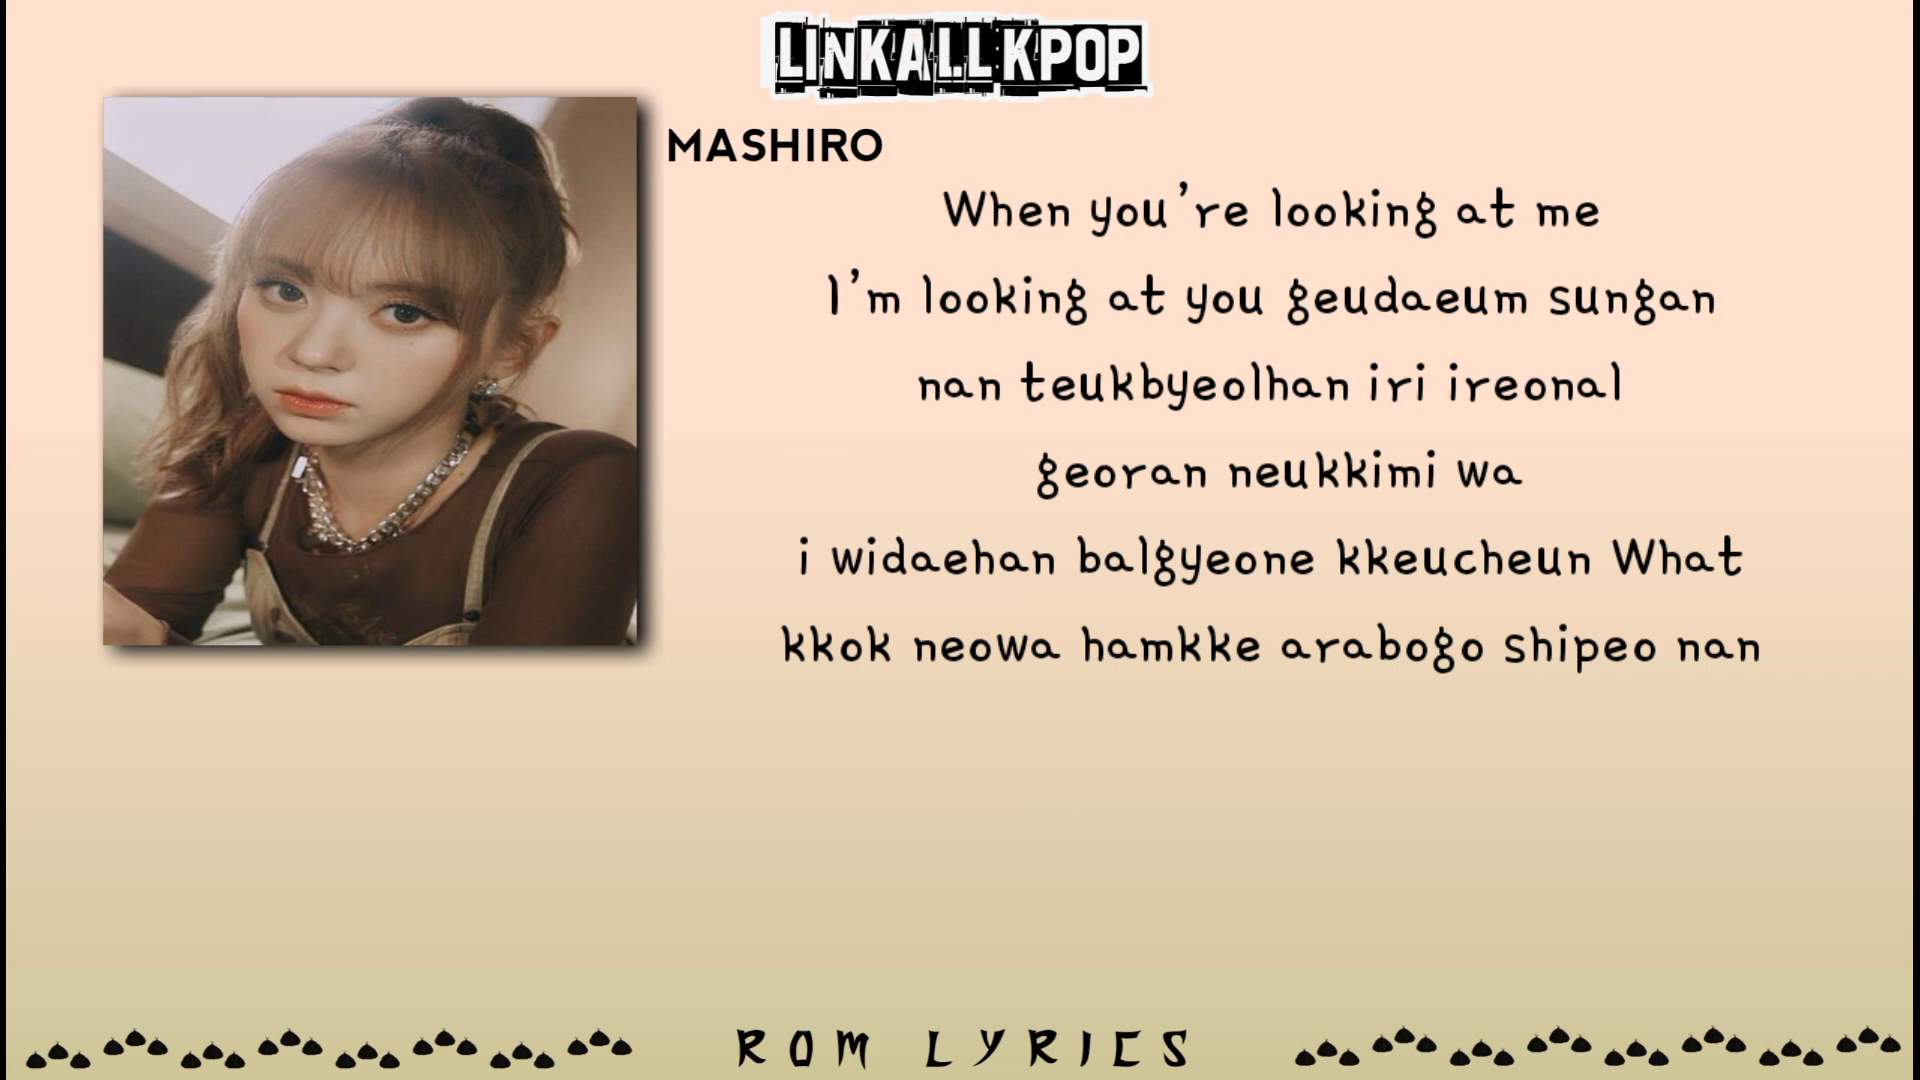 LINKALLKPOP
MASHIRO
When you're looking at me
I'm looking at you geudaeum sungan
nan teukbyeolhan iri ireonal
georan neukkimi wa
i widaehan balgyeone kkeucheun What
kkok neowa hamkke arabogo shipeo nan
ROM LYRICS